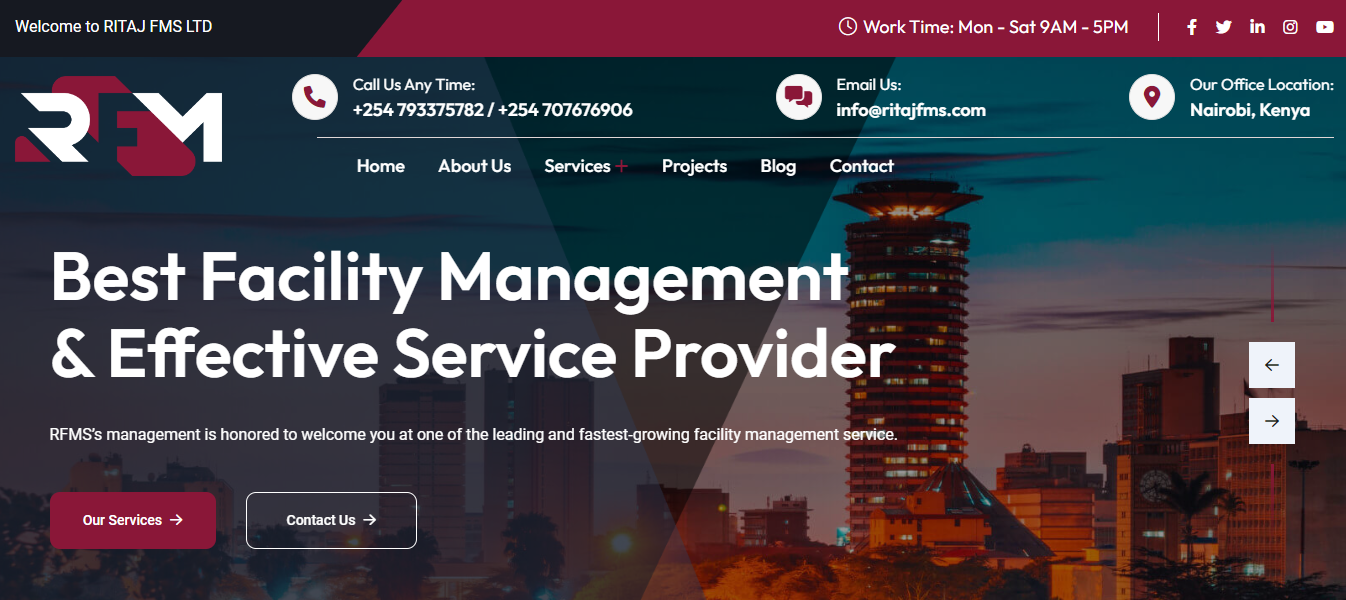 Welcome to RITAJ FMS LTD
Work Time: Mon - Sat 9AM - 5PM
RFM
Call Us Any Time:
+254 793375782 / +254 707676906
Email Us:
info@ritajfms.com
Our Office Location:
Nairobi, Kenya
Home About Us Services + Projects Blog Contact
Best Facility Management
& Effective Service Provider
RFMS's management is honored to welcome you at one of the leading and fastest-growing facility management service.
Our Services →
Contact Us →